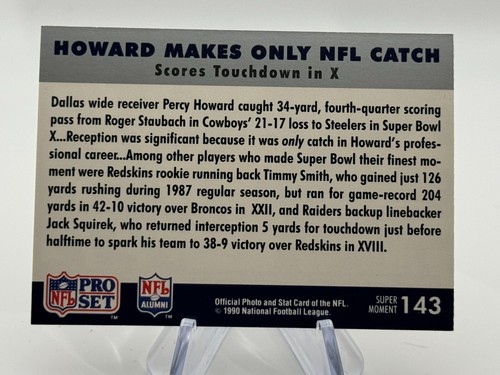 HOWARD MAKES ONLY NFL CATCH
Scores Touchdown in X
Dallas wide receiver Percy Howard caught 34-yard, fourth-quarter scoring
pass from Roger Staubach in Cowboys' 21-17 loss to Steelers in Super Bowl
X...Reception was significant because it was only catch in Howard's profes-
sional career...Among other players who made Super Bowl their finest mo-
ment were Redskins rookie running back Timmy Smith, who gained just 126
yards rushing during 1987 regular season, but ran for game-record 204
yards in 42-10 victory over Broncos in XXII, and Raiders backup linebacker
Jack Squirek, who returned interception 5 yards for touchdown just before
halftime to spark his team to 38-9 victory over Redskins in XVIII.
NFL PRO SET TM
NFL ALUMNI TM
Official Photo and Stat Card of the NFL.
© 1990 National Football League.
SUPER
MOMENT 143